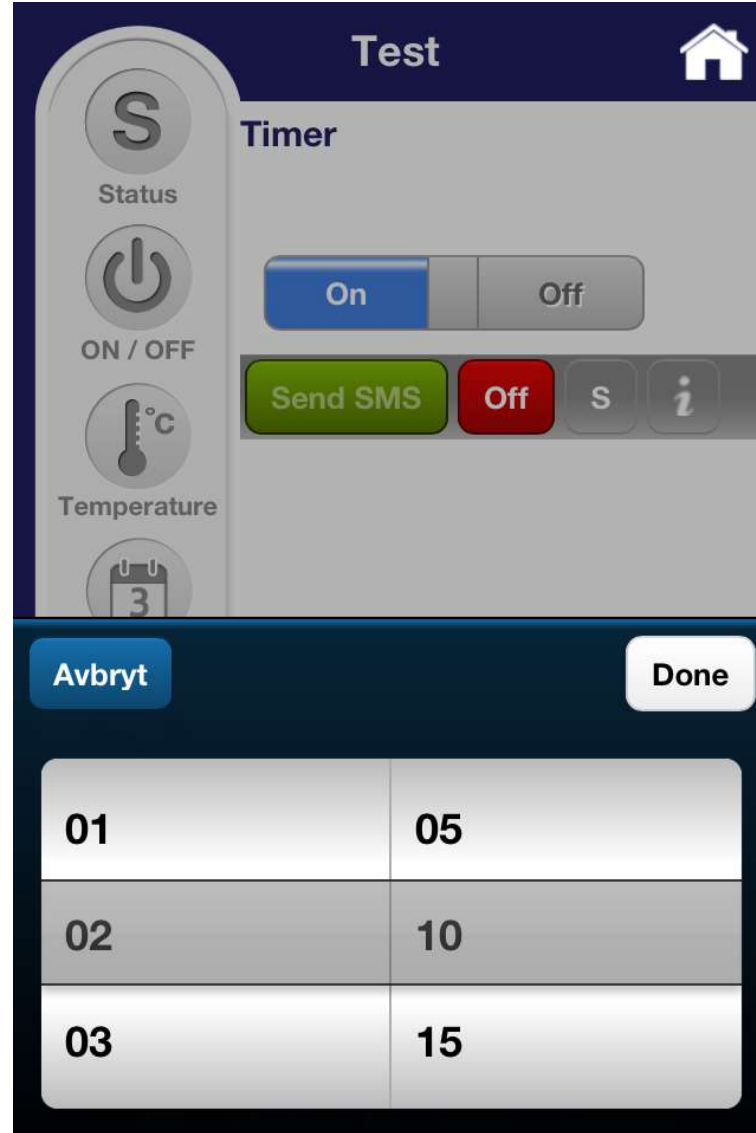 Test
S
Timer
Status
On Off
ON / OFF
Send SMS Off S i
°C
Temperature
3
Avbryt Done
01 05
02 10
03 15